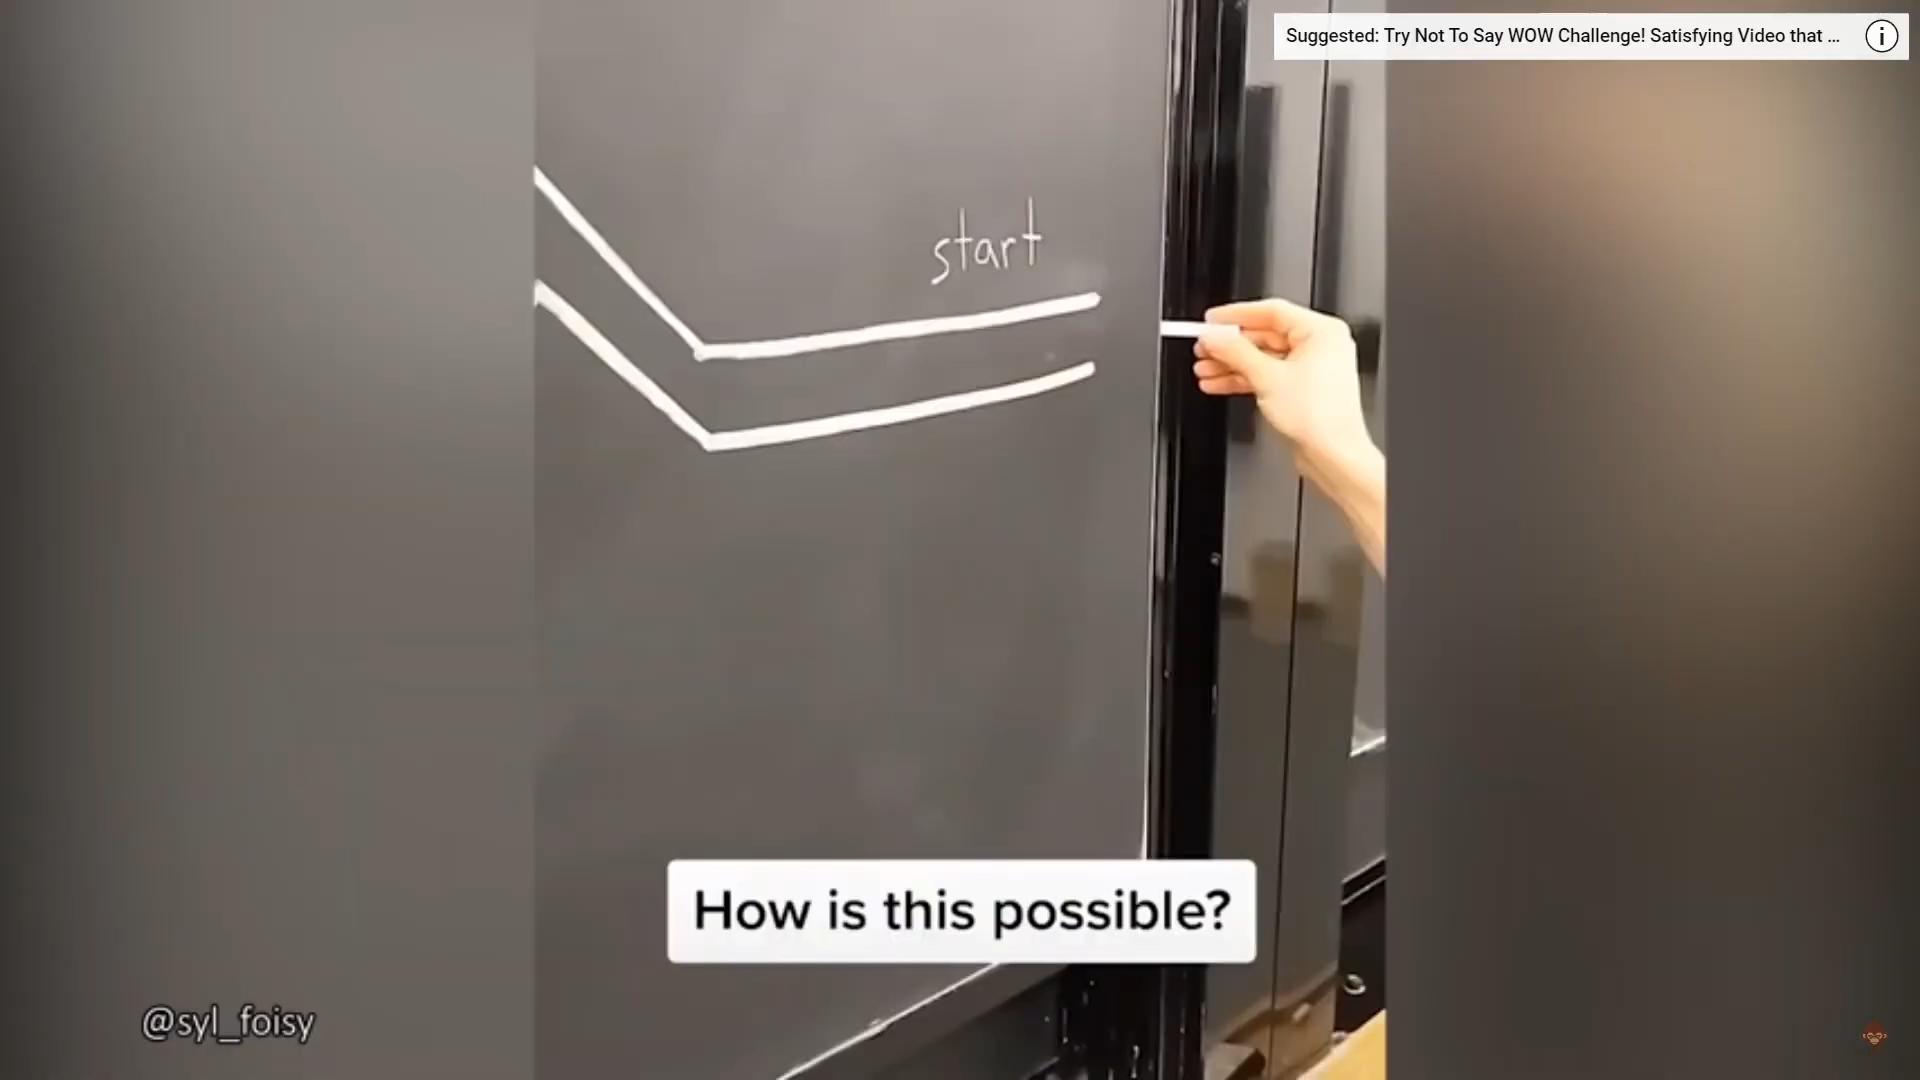 Suggested: Try Not To Say WOW Challenge! Satisfying Video that ...
start
How is this possible?
@syl_foisy